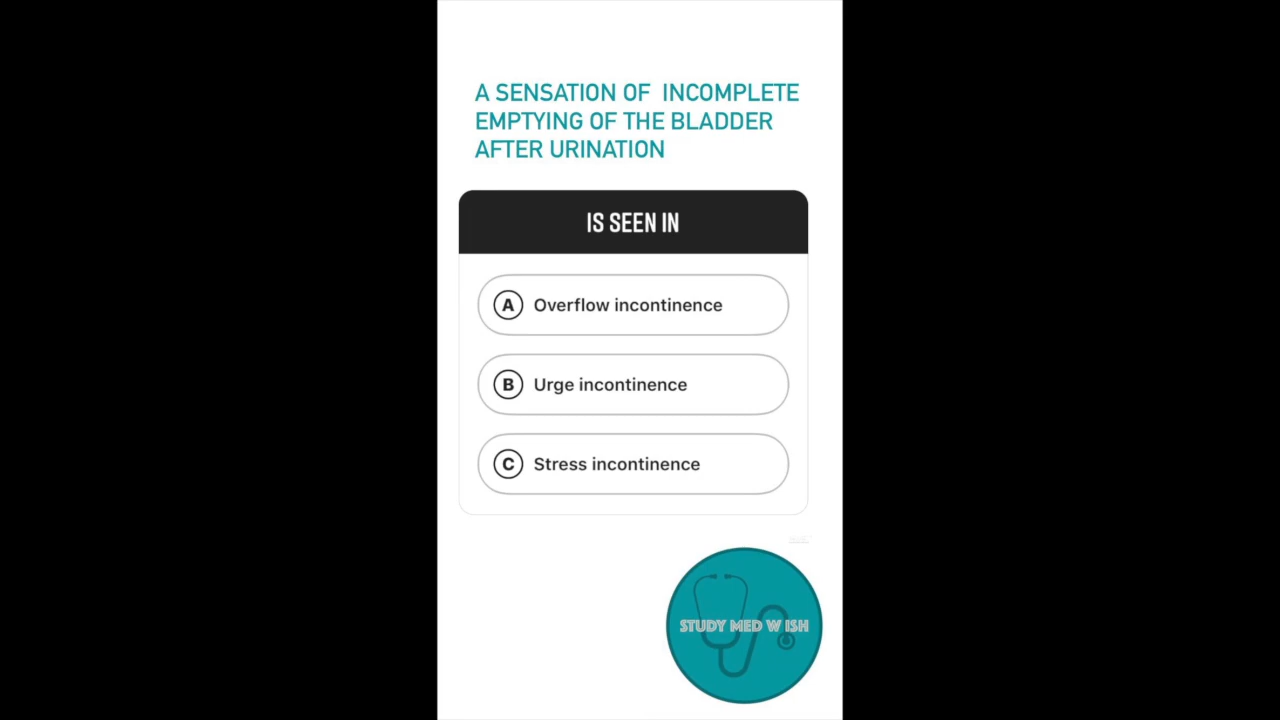 A SENSATION OF INCOMPLETE
EMPTYING OF THE BLADDER
AFTER URINATION
IS SEEN IN
A Overflow incontinence
B Urge incontinence
C Stress incontinence
STUDY MED W ISH